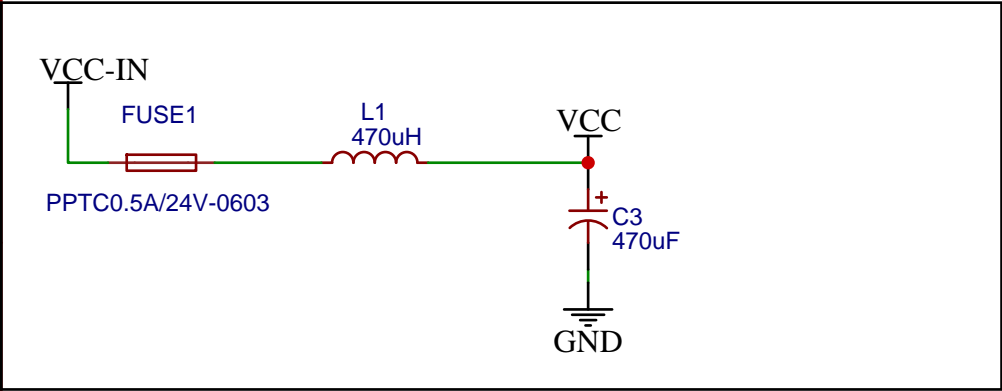 VCC-IN
FUSE1
L1
470uH
VCC
PPTC0.5A/24V-0603
+
C3
470uF
GND